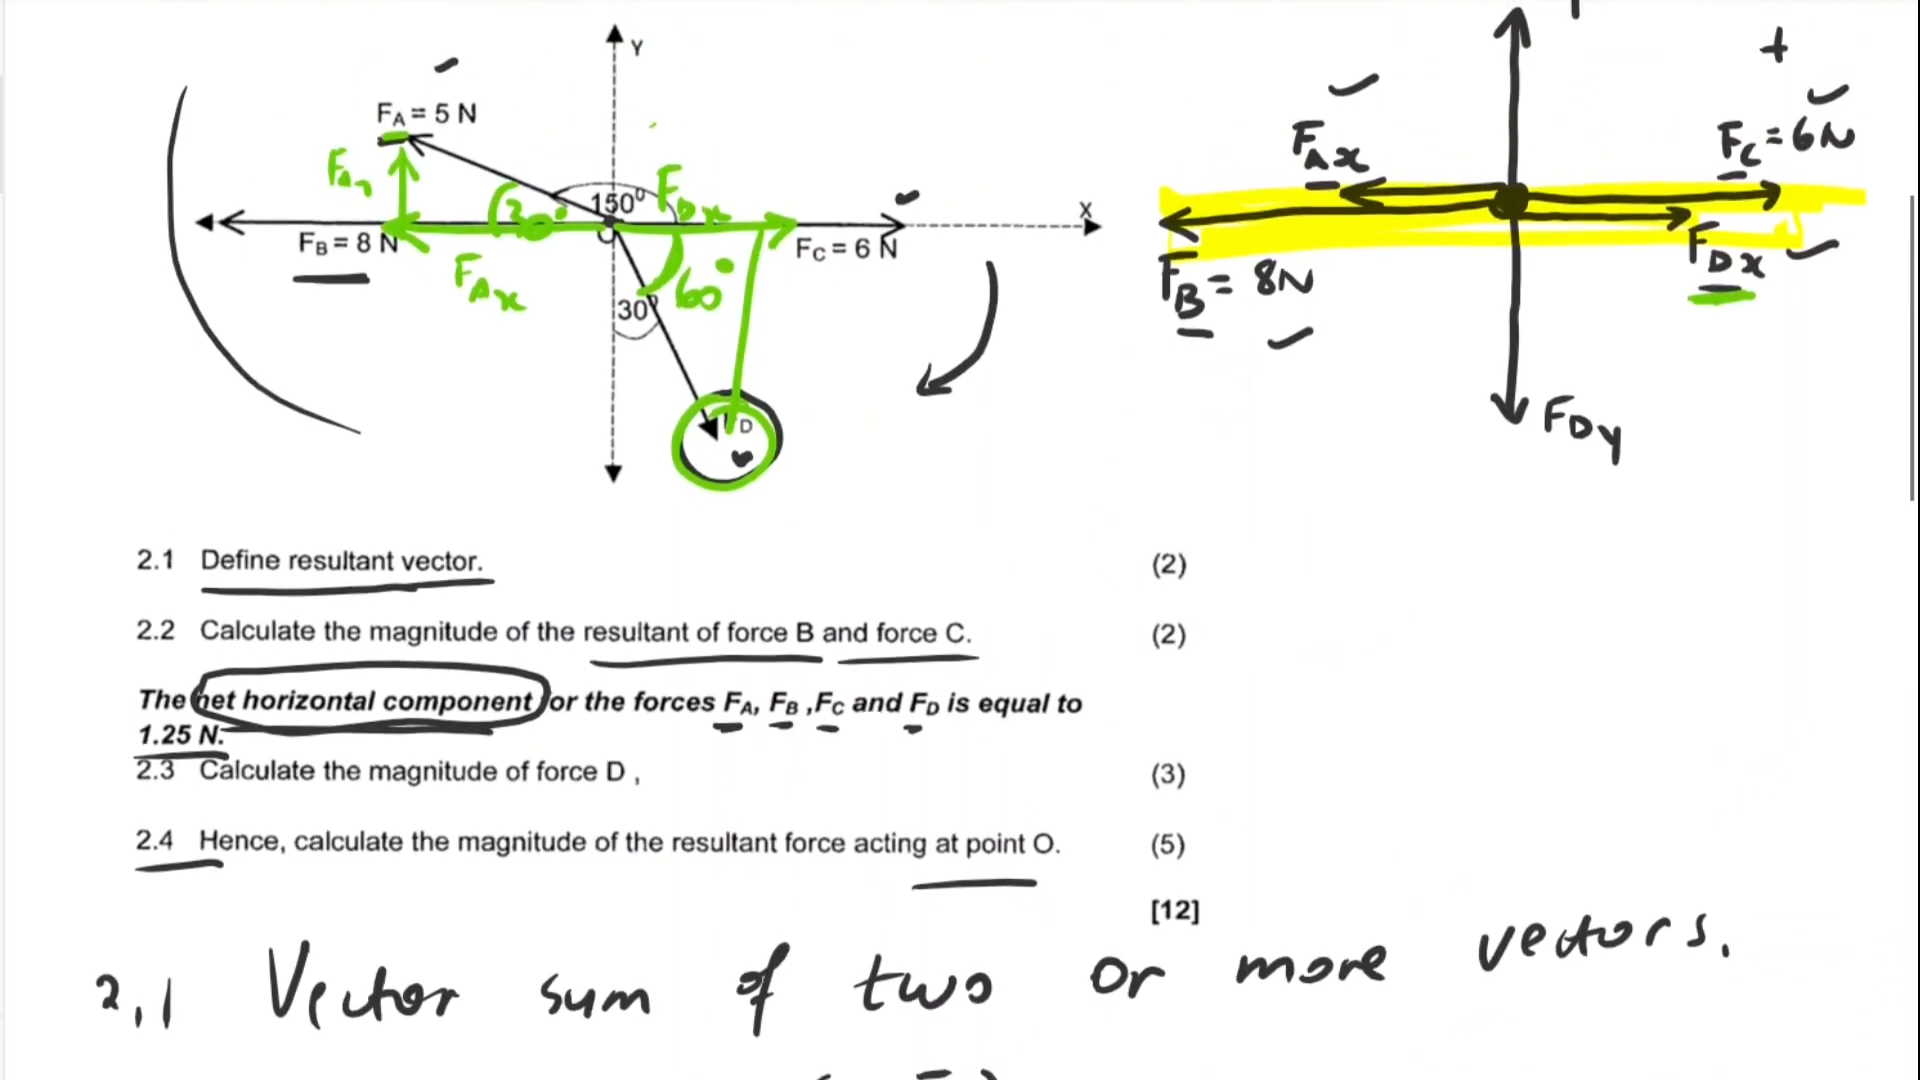 Y
+
FA = 5 N
FAx
FC = 6N
FAy
150⁰
FDx
X
30°
O
FB = 8 N
FC = 6 N
FDx
FAx
60°
FB = 8N
30⁰
D
FDy
2.1 Define resultant vector. (2)
2.2 Calculate the magnitude of the resultant of force B and force C. (2)
The net horizontal component for the forces FA, FB ,FC and FD is equal to
1.25 N.
2.3 Calculate the magnitude of force D , (3)
2.4 Hence, calculate the magnitude of the resultant force acting at point O. (5)
[12]
2.1 Vector sum of two or more vectors.